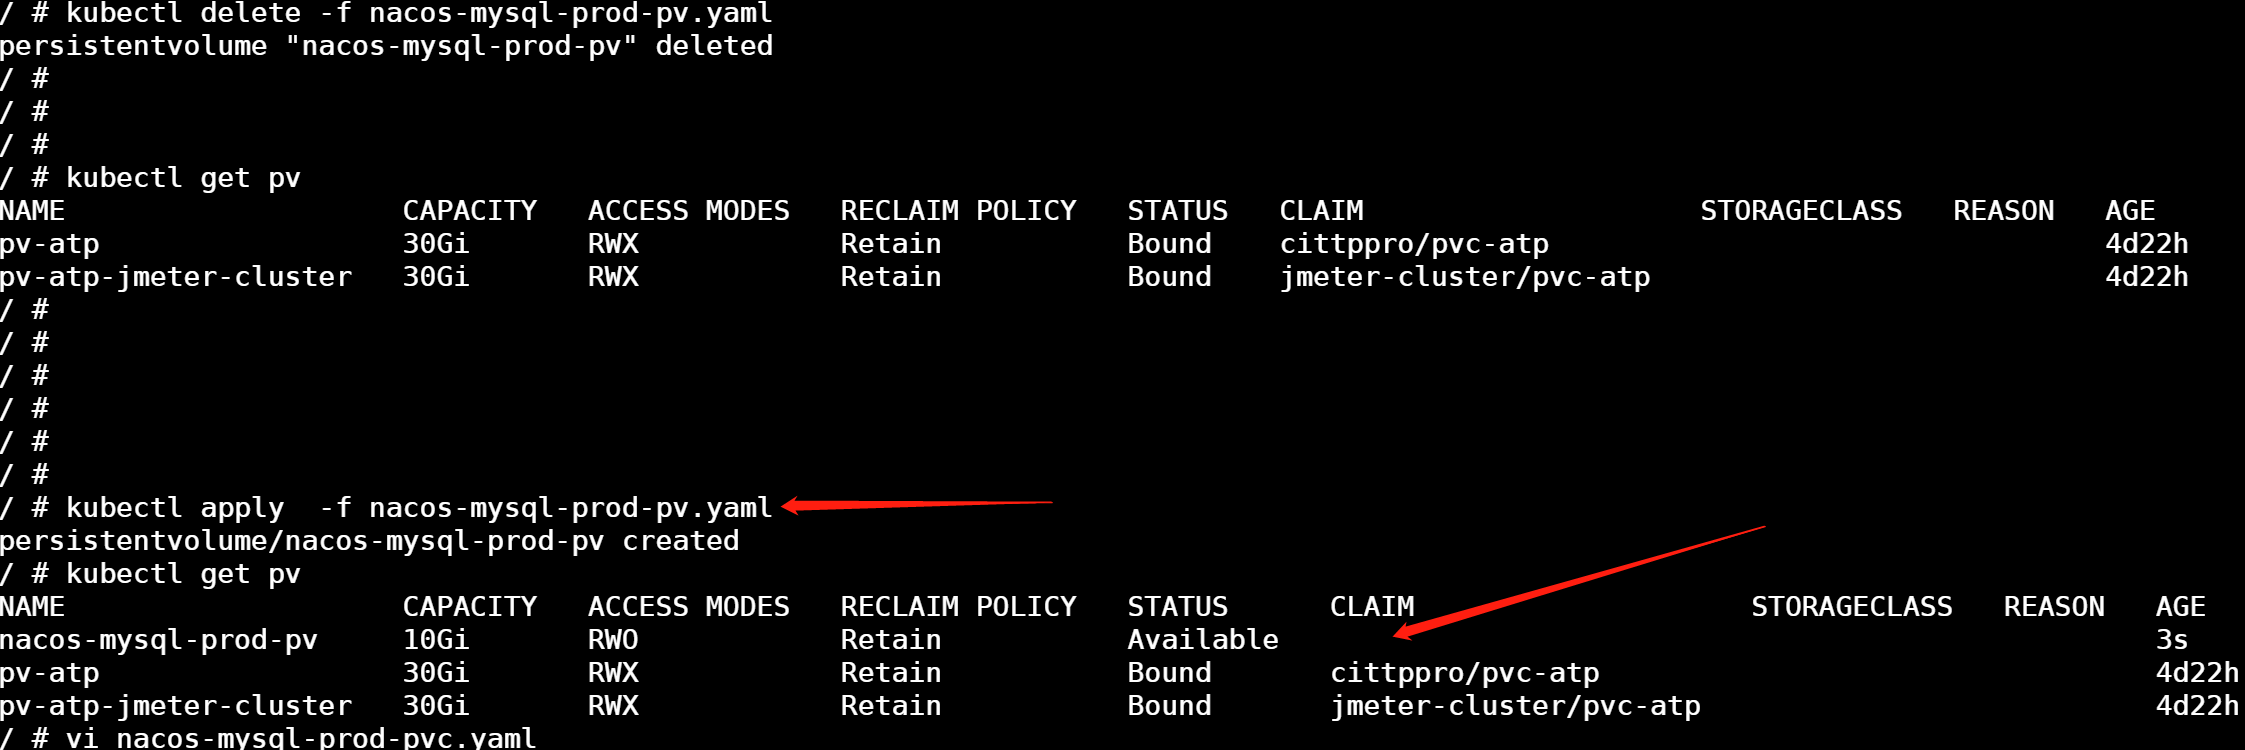 / # kubectl delete -f nacos-mysql-prod-pv.yaml
persistentvolume "nacos-mysql-prod-pv" deleted
/ #
/ #
/ #
/ # kubectl get pv
NAME                    CAPACITY   ACCESS MODES   RECLAIM POLICY   STATUS   CLAIM                    STORAGECLASS   REASON   AGE
pv-atp                  30Gi       RWX            Retain           Bound    cittppro/pvc-atp                                 4d22h
pv-atp-jmeter-cluster   30Gi       RWX            Retain           Bound    jmeter-cluster/pvc-atp                           4d22h
/ #
/ #
/ #
/ #
/ #
/ #
/ # kubectl apply  -f nacos-mysql-prod-pv.yaml
persistentvolume/nacos-mysql-prod-pv created
/ # kubectl get pv
NAME                    CAPACITY   ACCESS MODES   RECLAIM POLICY   STATUS      CLAIM                    STORAGECLASS   REASON   AGE
nacos-mysql-prod-pv     10Gi       RWO            Retain           Available                                                    3s
pv-atp                  30Gi       RWX            Retain           Bound       cittppro/pvc-atp                                 4d22h
pv-atp-jmeter-cluster   30Gi       RWX            Retain           Bound       jmeter-cluster/pvc-atp                           4d22h
/ # vi nacos-mysql-prod-pvc.yaml